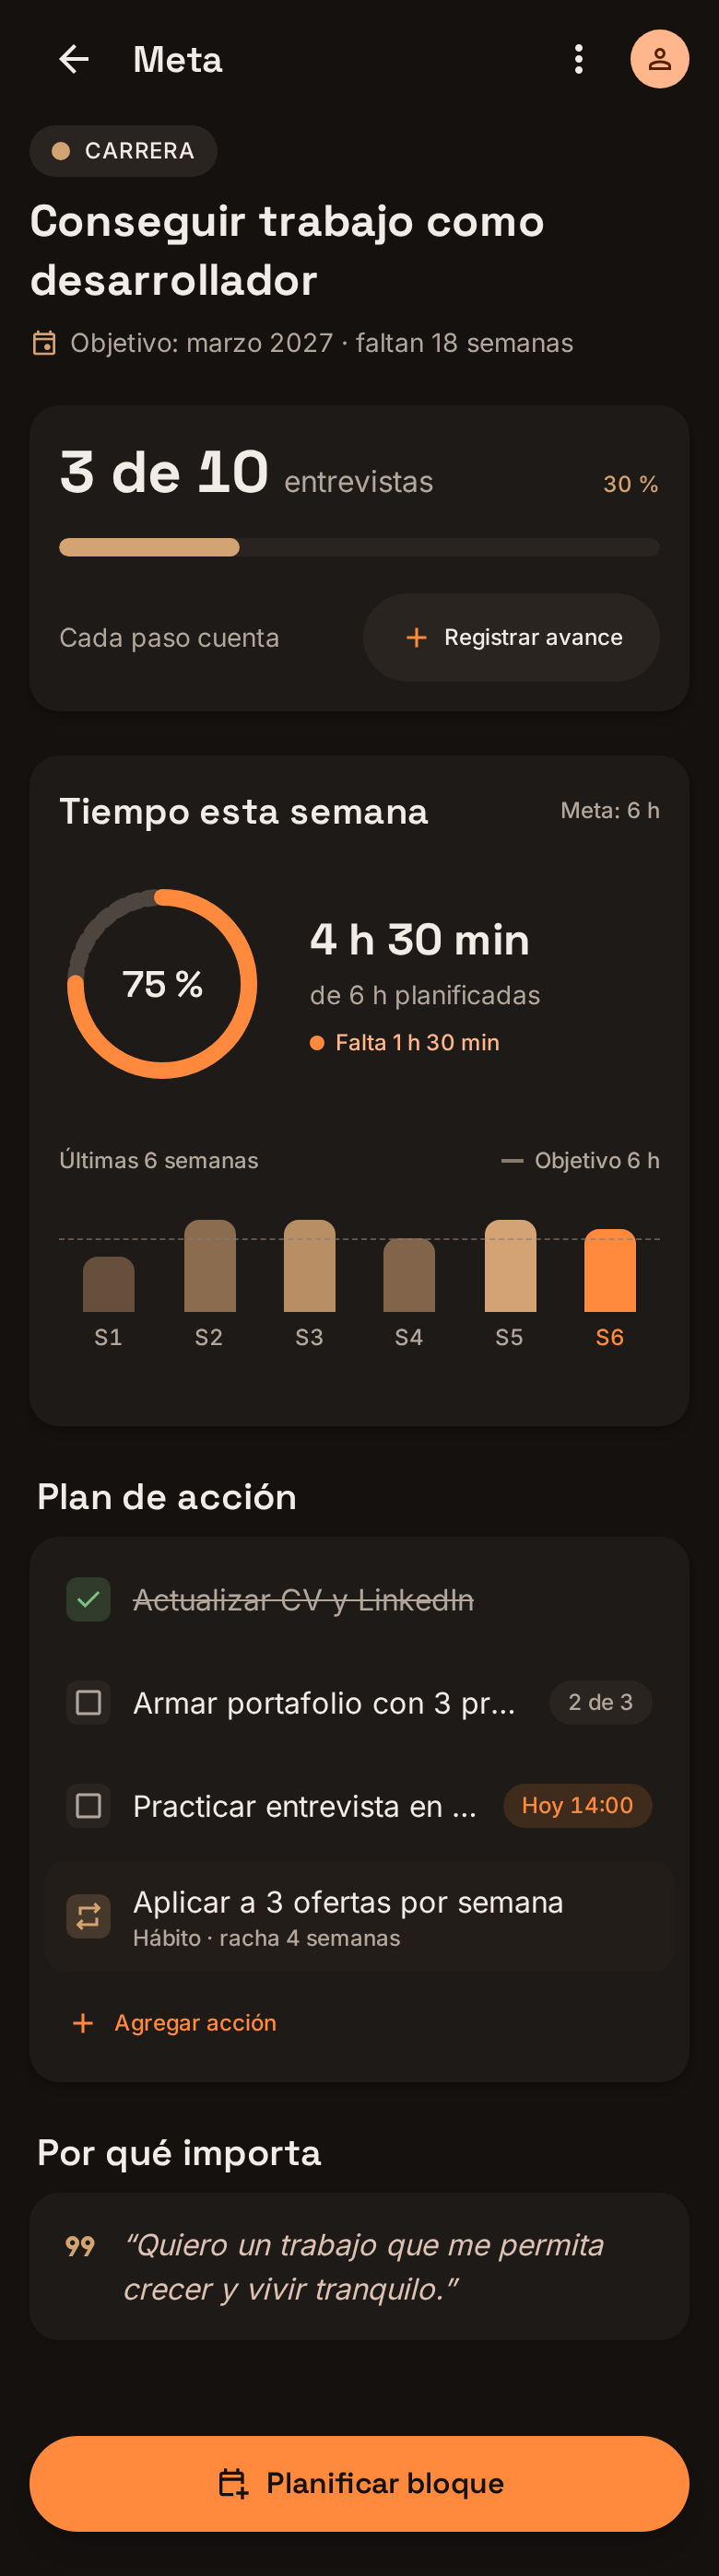 Meta
CARRERA
Conseguir trabajo como
desarrollador
Objetivo: marzo 2027 · faltan 18 semanas
3 de 10 entrevistas
30 %
Cada paso cuenta
Registrar avance
Tiempo esta semana
Meta: 6 h
75 %
4 h 30 min
de 6 h planificadas
Falta 1 h 30 min
Últimas 6 semanas
Objetivo 6 h
S1 S2 S3 S4 S5 S6
Plan de acción
Actualizar CV y LinkedIn
Armar portafolio con 3 pr...
2 de 3
Practicar entrevista en ...
Hoy 14:00
Aplicar a 3 ofertas por semana
Hábito · racha 4 semanas
Agregar acción
Por qué importa
“Quiero un trabajo que me permita
crecer y vivir tranquilo.”
Planificar bloque